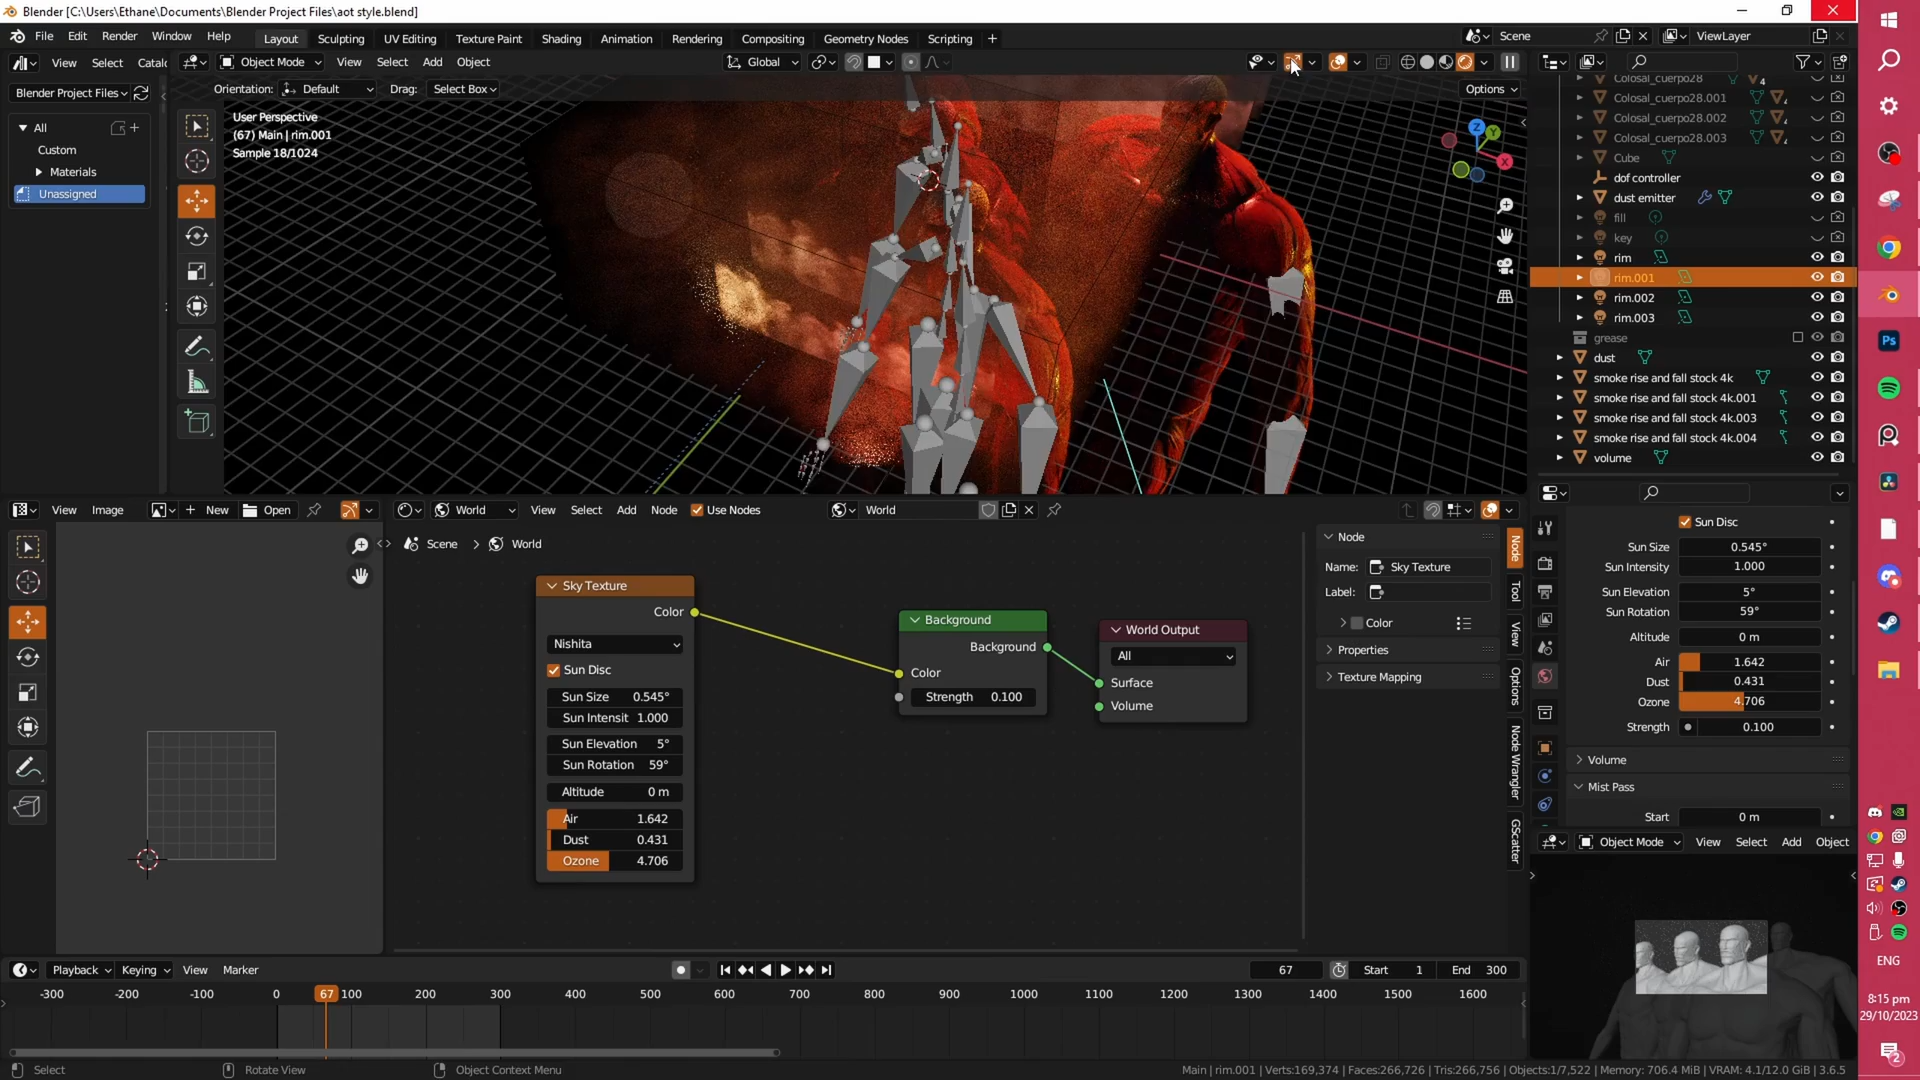 Blender [C:\Users\Ethane\Documents\Blender Project Files\aot style.blend]
File Edit Render Window Help
Layout Sculpting UV Editing Texture Paint Shading Animation Rendering Compositing Geometry Nodes Scripting +
Scene
ViewLayer
View Select Catalo
Object Mode View Select Add Object
Global
Blender Project Files
Orientation: Default Drag: Select Box
Options
All
Custom
Materials
Unassigned
User Perspective
(67) Main | rim.001
Sample 18/1024
Z Y X
Colosal_cuerpo28
Colosal_cuerpo28.001
Colosal_cuerpo28.002
Colosal_cuerpo28.003
Cube
dof controller
dust emitter
fill
key
rim
rim.001
rim.002
rim.003
grease
dust
smoke rise and fall stock 4k
smoke rise and fall stock 4k.001
smoke rise and fall stock 4k.003
smoke rise and fall stock 4k.004
volume
View Image + New Open
World View Select Add Node Use Nodes World
Scene > World
Sky Texture
Color
Nishita
Sun Disc
Sun Size 0.545°
Sun Intensit 1.000
Sun Elevation 5°
Sun Rotation 59°
Altitude 0 m
Air 1.642
Dust 0.431
Ozone 4.706
Background
Background
Color
Strength 0.100
World Output
All
Surface
Volume
Node
Name: Sky Texture
Label:
Color
Properties
Texture Mapping
Node
Tool
View
Options
Node Wrangler
GScatter
Sun Disc
Sun Size 0.545°
Sun Intensity 1.000
Sun Elevation 5°
Sun Rotation 59°
Altitude 0 m
Air 1.642
Dust 0.431
Ozone 4.706
Strength 0.100
Volume
Mist Pass
Start 0 m
Object Mode View Select Add Object
Playback Keying View Marker
67 Start 1 End 300
-300 -200 -100 0 67 100 200 300 400 500 600 700 800 900 1000 1100 1200 1300 1400 1500 1600
Select Rotate View Object Context Menu
Main | rim.001 | Verts:169,374 | Faces:266,726 | Tris:266,756 | Objects:1/7,522 | Memory: 706.4 MiB | VRAM: 4.1/12.0 GiB | 3.6.5
Ps
ENG
8:15 pm
29/10/2023
2